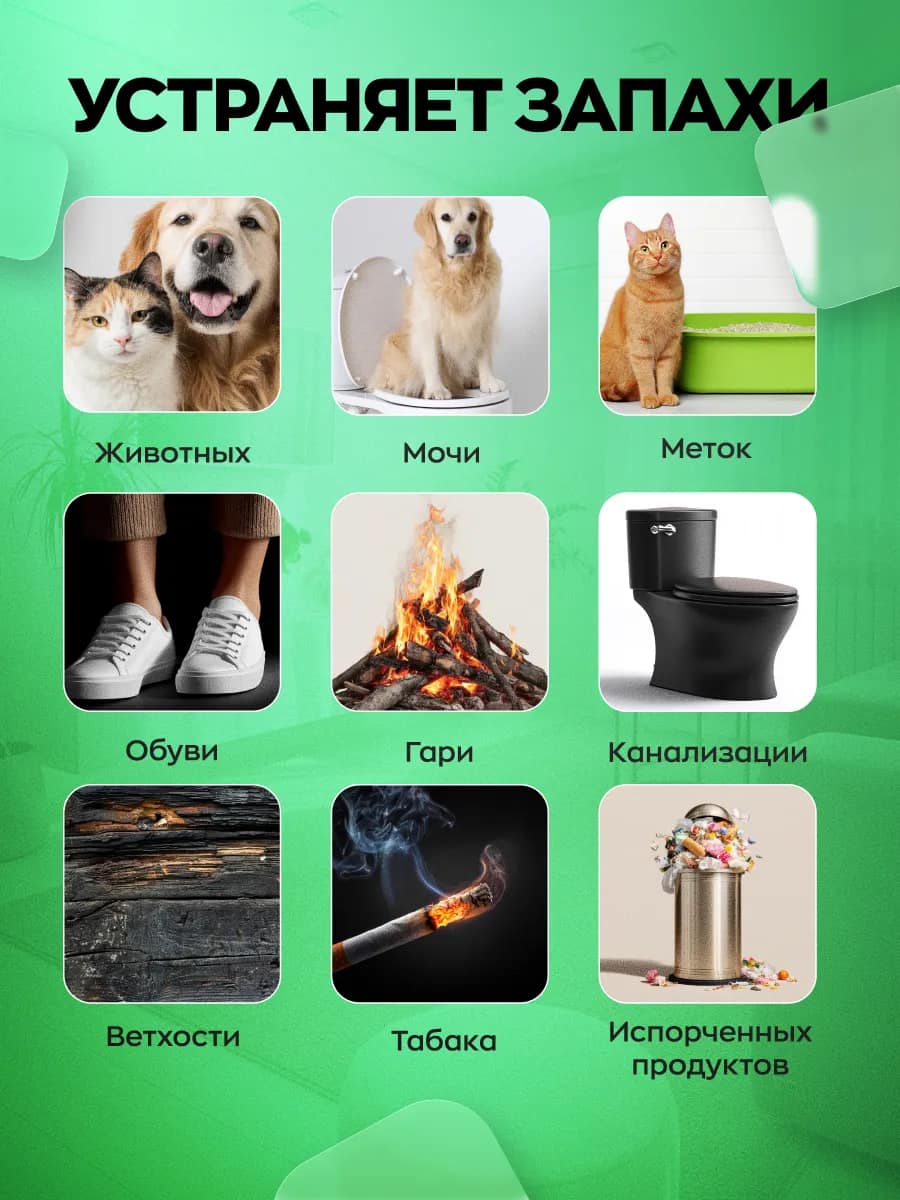 УСТРАНЯЕТ ЗАПАХИ
Животных
Мочи
Меток
Обуви
Гари
Канализации
Ветхости
Табака
Испорченных
продуктов